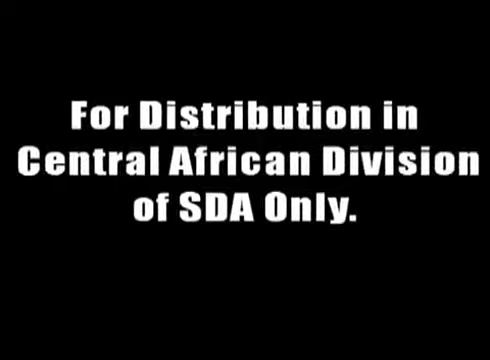 For Distribution in
Central African Division
of SDA Only.